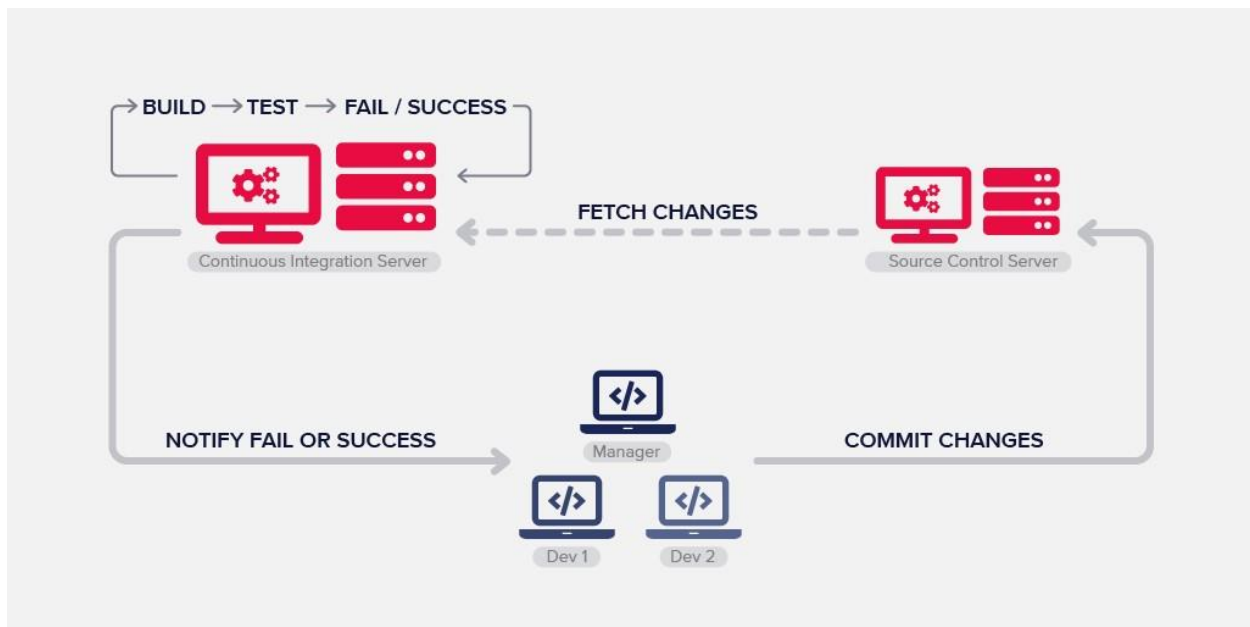 BUILD → TEST → FAIL / SUCCESS
FETCH CHANGES
Continuous Integration Server
Source Control Server
</>
Manager
NOTIFY FAIL OR SUCCESS
COMMIT CHANGES
</>
</>
Dev 1
Dev 2